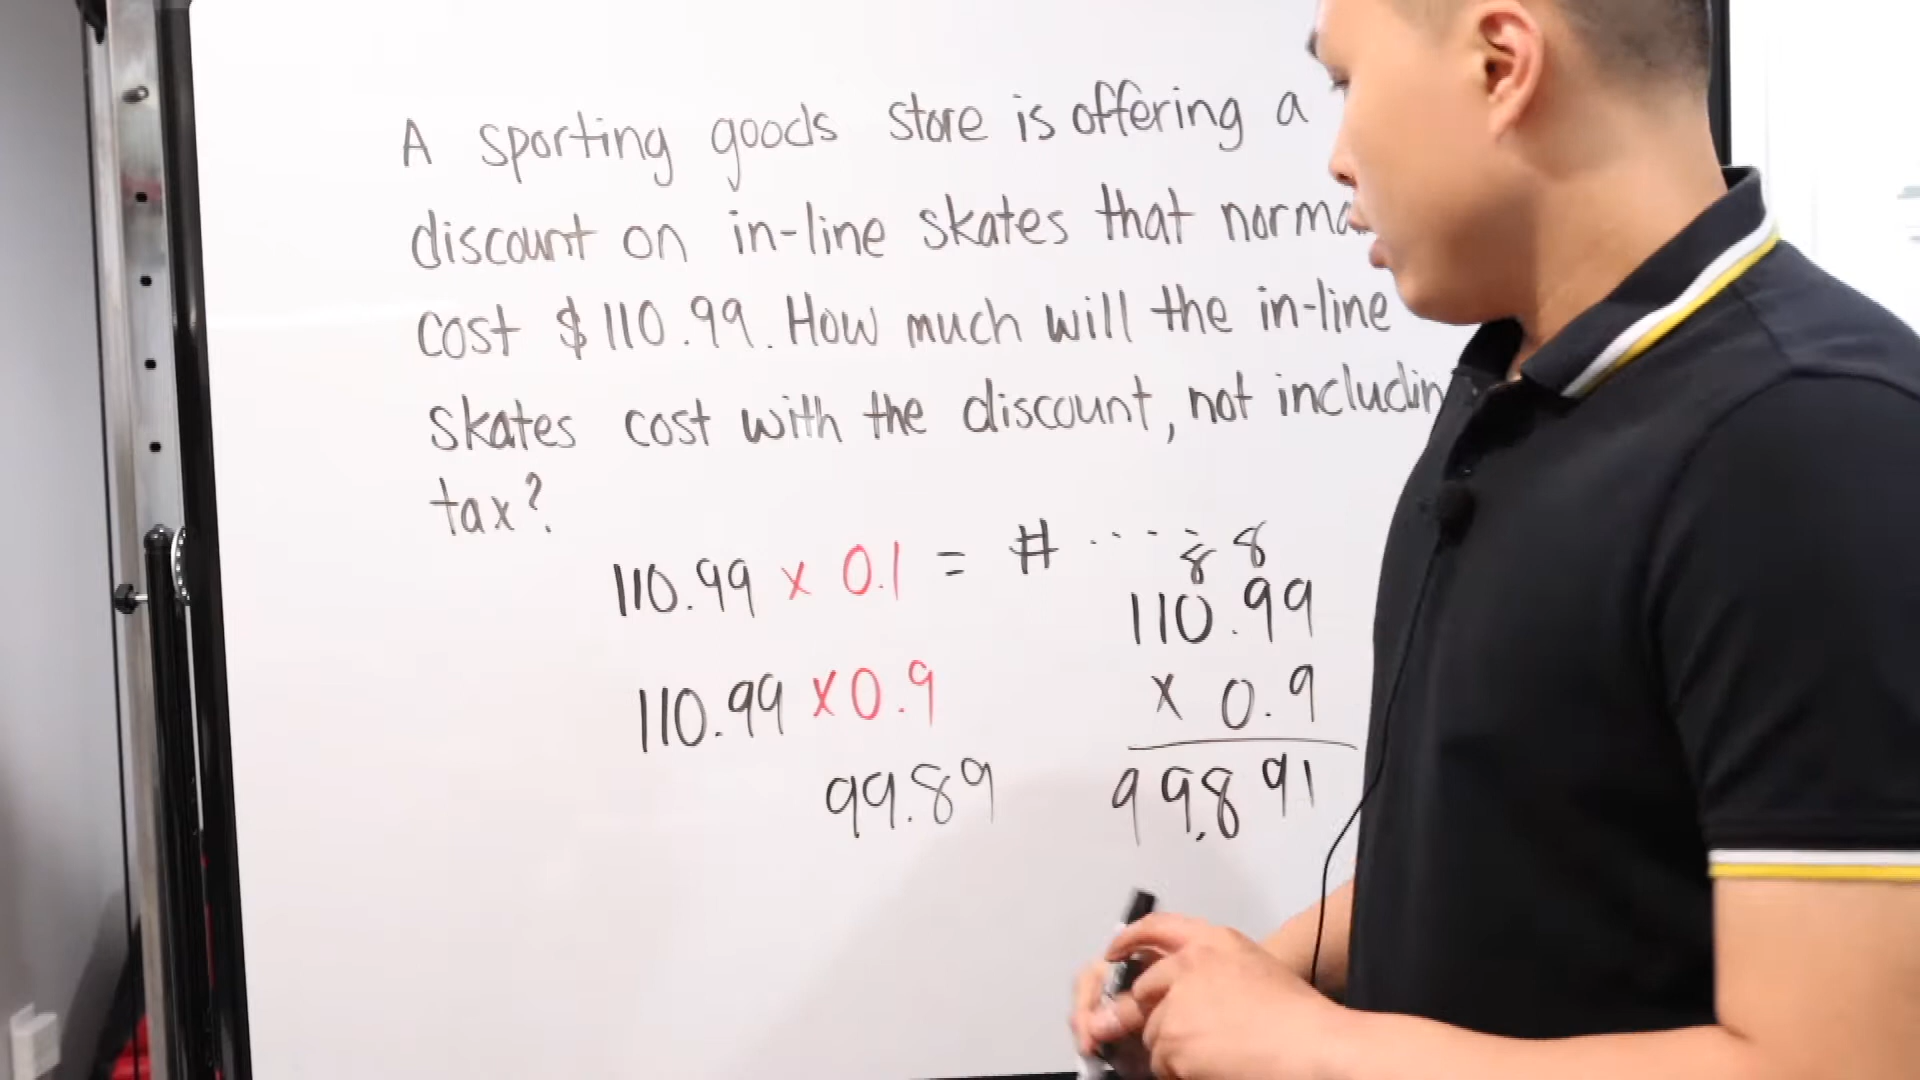 A sporting goods store is offering a
discount on in-line skates that
cost $110.99. How much will the in-line
skates cost with the discount, not
tax?
110.99 x 0.1 = # ....
8 8
110.99
110.99 x 0.9
x 0.9
99.89
99.891